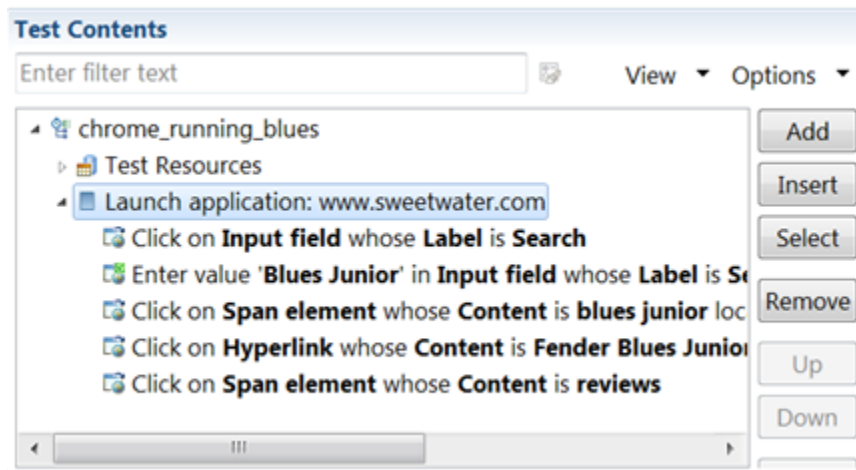 Test Contents
Enter filter text
View Options
chrome_running_blues
Add
Test Resources
Insert
Launch application: www.sweetwater.com
Click on Input field whose Label is Search
Select
Enter value 'Blues Junior' in Input field whose Label is
Click on Span element whose Content is blues junior loc
Remove
Click on Hyperlink whose Content is Fender Blues Junior
Up
Click on Span element whose Content is reviews
Down